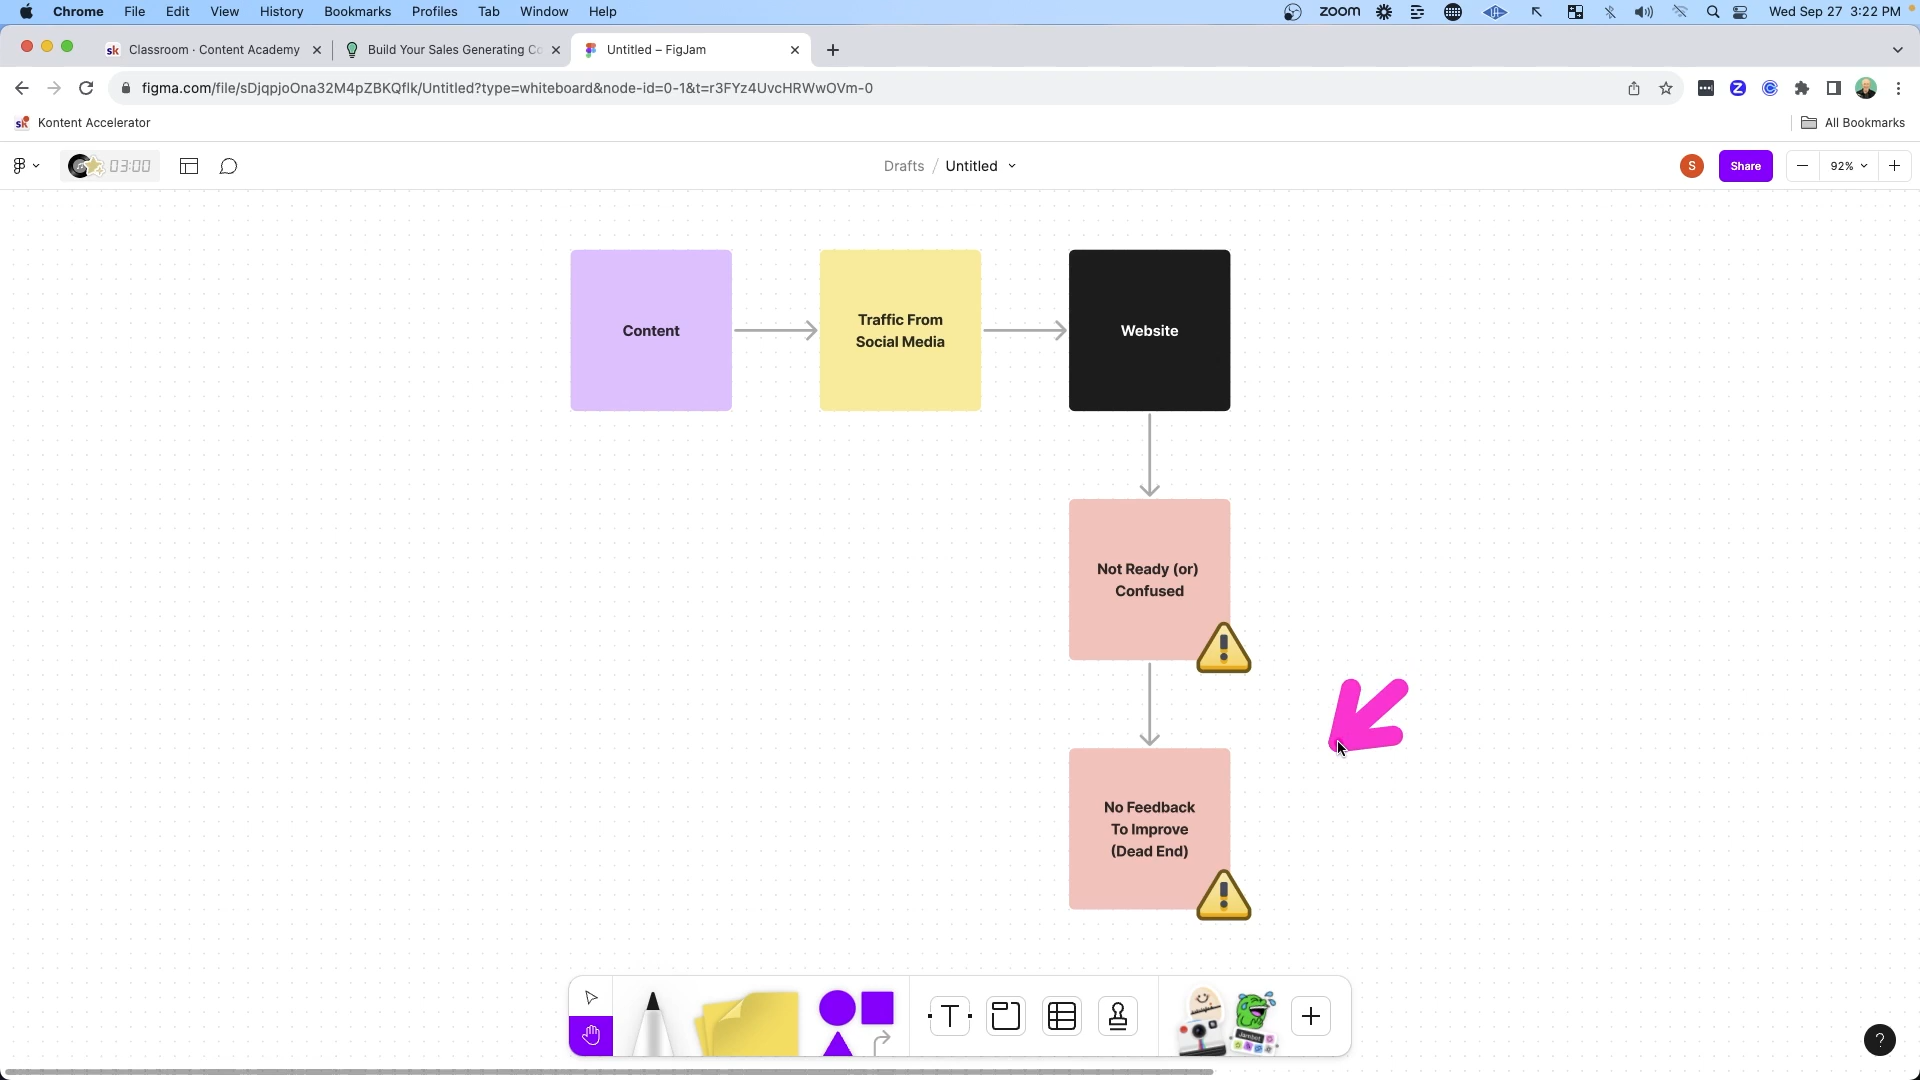 Chrome File Edit View History Bookmarks Profiles Tab Window Help
zoom
Wed Sep 27 3:22 PM
sk Classroom · Content Academy
Build Your Sales Generating Co
Untitled – FigJam
figma.com/file/sDjqpjoOna32M4pZBKQflk/Untitled?type=whiteboard&node-id=0-1&t=r3FYz4UvcHRWwOVm-0
Z
sk Kontent Accelerator
All Bookmarks
03:00
Drafts / Untitled
S
Share
92%
Content
Traffic From
Social Media
Website
Not Ready (or)
Confused
No Feedback
To Improve
(Dead End)
T
?